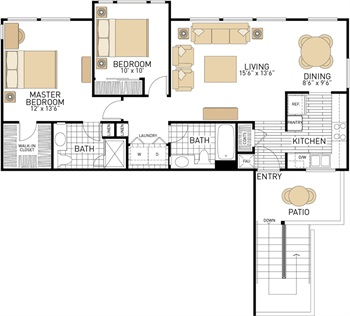 BEDROOM
10' x 10'
LIVING
15'6" x 13'6"
DINING
8'6" x 9'6"
MASTER
BEDROOM
12' x 13'6"
REF.
PANTRY
KITCHEN
WALK-IN
CLOSET
BATH
LINEN
LINEN
LAUNDRY
W
D
BATH
COATS
FAU
D/W
ENTRY
PATIO
DOWN